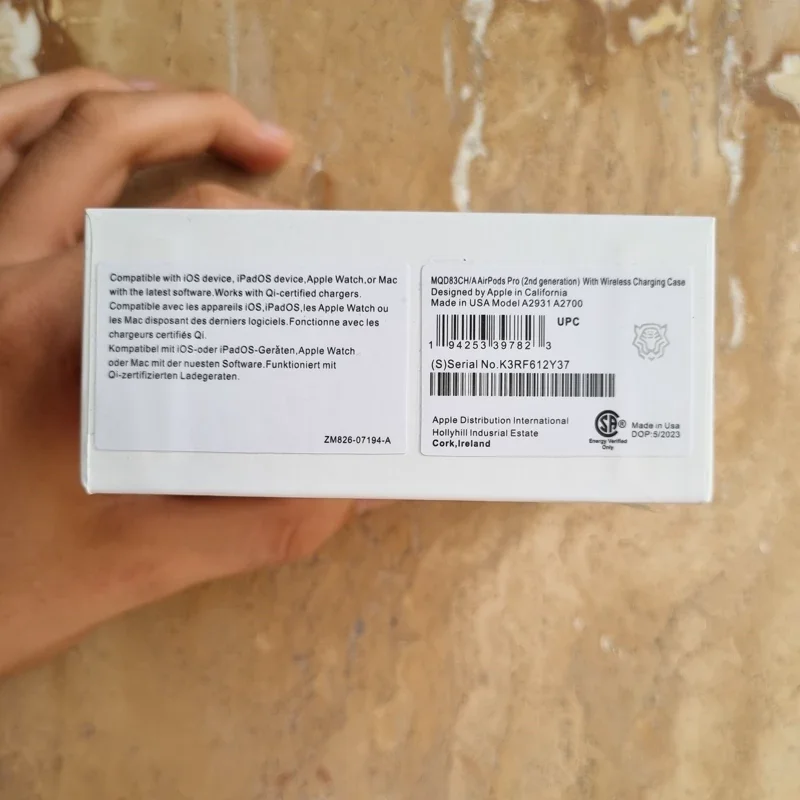 Compatible with iOS device, iPadOS device,Apple Watch,or Mac
with the latest software.Works with Qi-certified chargers.
Compatible avec les appareils iOS,iPadOS,les Apple Watch ou
les Mac disposant des derniers logiciels.Fonctionne avec les
chargeurs certifiés Qi.
Kompatibel mit iOS-oder iPadOS-Geräten,Apple Watch
oder Mac mit der nuesten Software.Funktioniert mit
Qi-zertifizierten Ladegeraten.
ZM826-07194-A
MQD83CH/AAirPods Pro (2nd generation) With Wireless Charging Case
Designed by Apple in California
Made in USA Model A2931 A2700
UPC
1 94253 39782 3
(S)Serial No.K3RF612Y37
Apple Distribution International
Hollyhill Indusrial Estate
Cork,Ireland
SA®
Energy Verified
Only
Made in Usa
DOP:5/2023